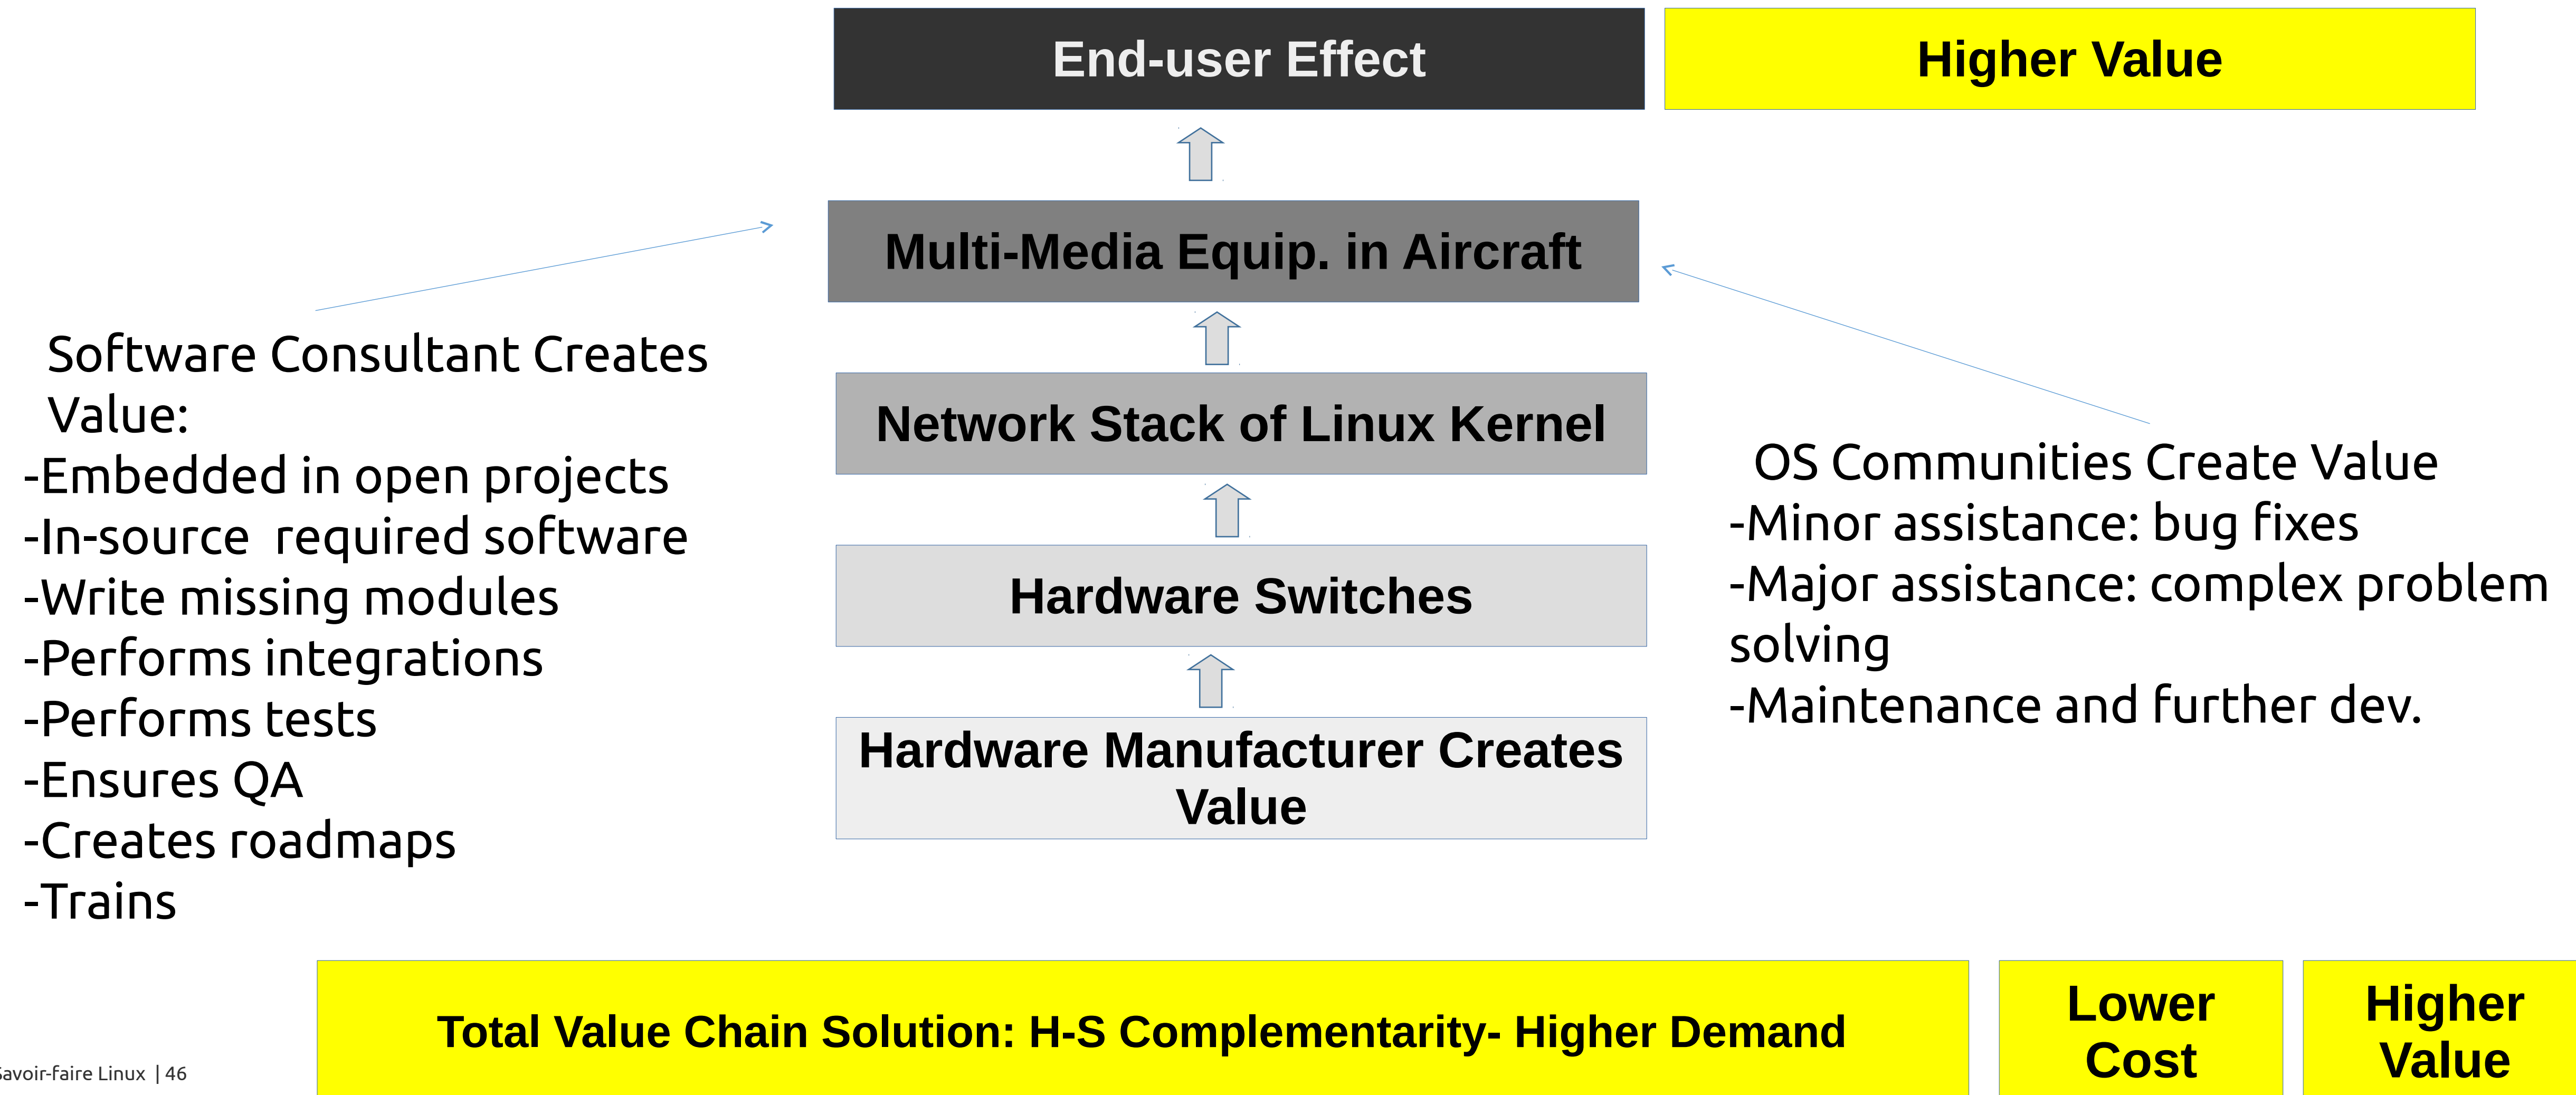 End-user Effect
Higher Value
Multi-Media Equip. in Aircraft
Network Stack of Linux Kernel
Hardware Switches
Hardware Manufacturer Creates
Value
Software Consultant Creates
Value:
-Embedded in open projects
-In-source  required software
-Write missing modules
-Performs integrations
-Performs tests
-Ensures QA
-Creates roadmaps
-Trains
OS Communities Create Value
-Minor assistance: bug fixes
-Major assistance: complex problem
solving
-Maintenance and further dev.
Total Value Chain Solution: H-S Complementarity- Higher Demand
Lower
Cost
Higher
Value
Savoir-faire Linux | 46